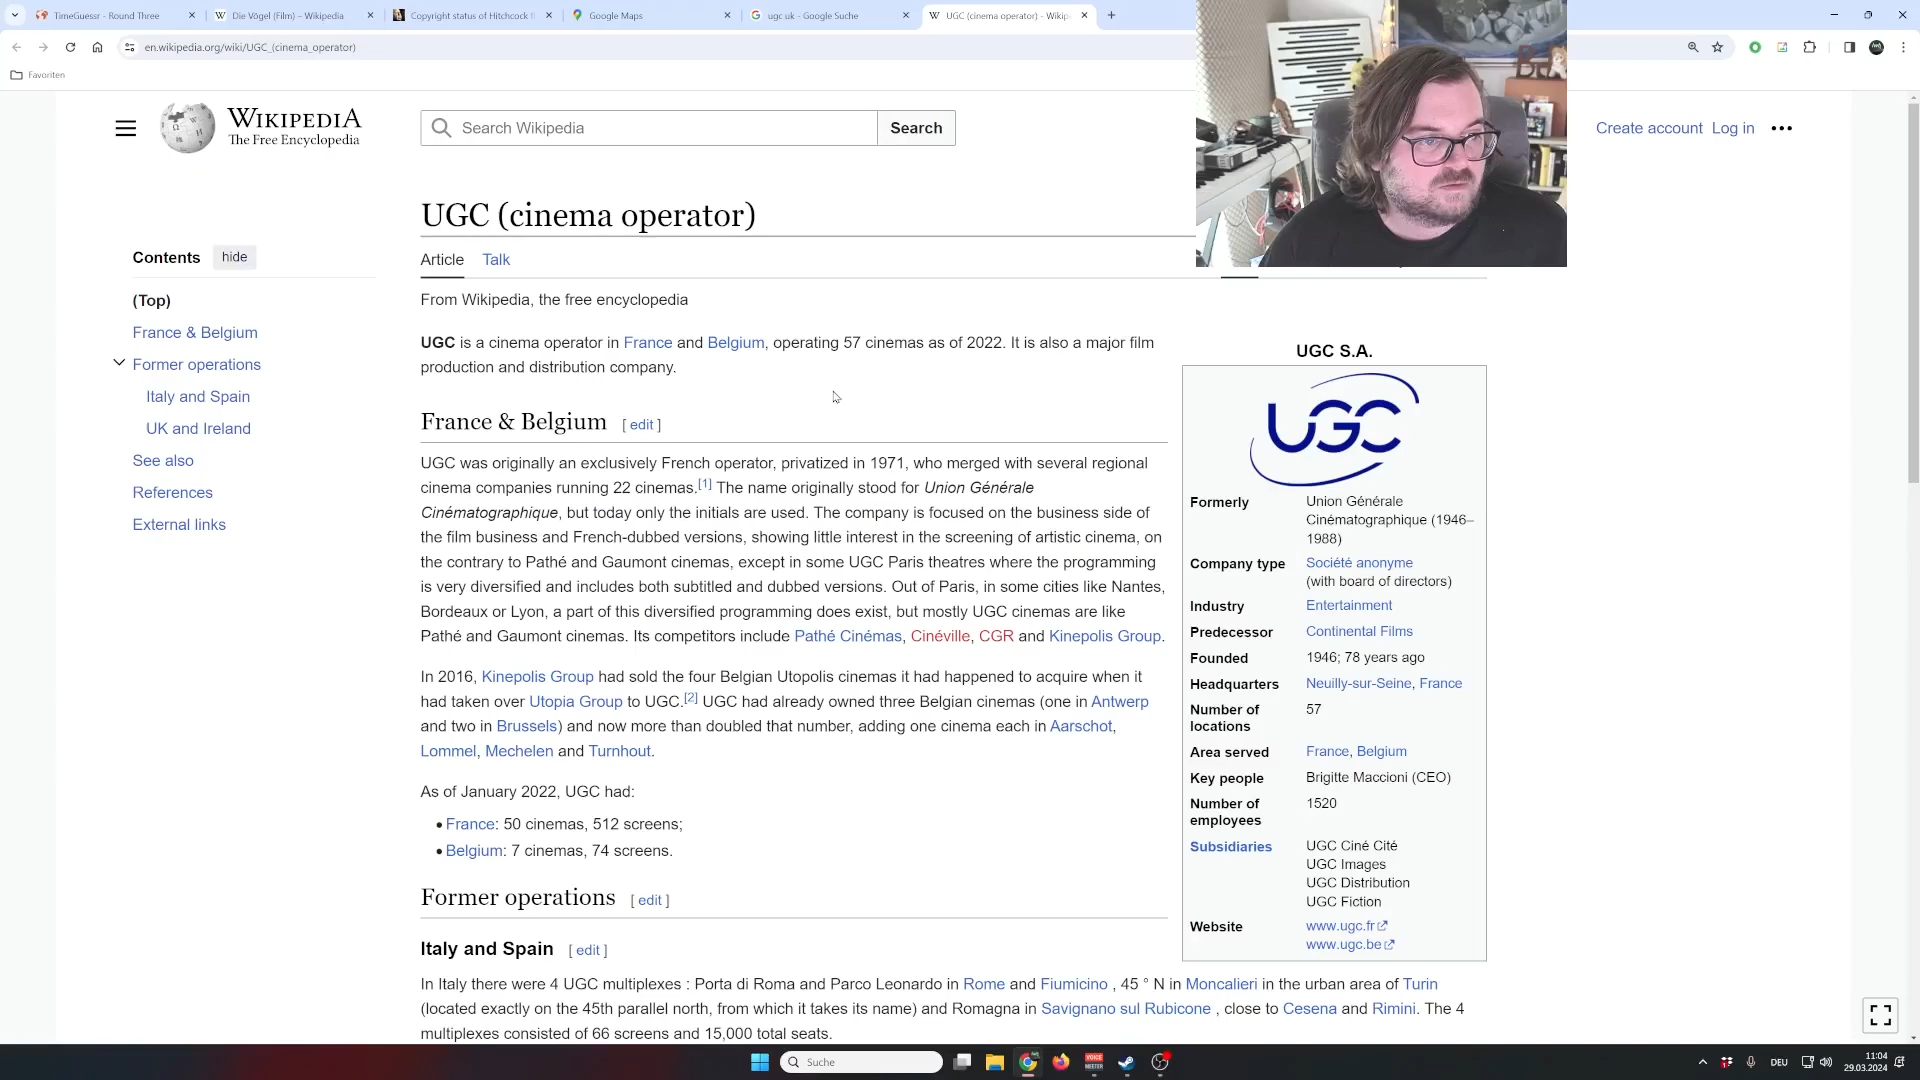 TimeGuess - Round Three
Die Vögel (Film) – Wikipedia
Copyright status of Hitchcock
Google Maps
ugc uk - Google Suche
UGC (cinema operator) - Wikip
en.wikipedia.org/wiki/UGC_(cinema_operator)
Favoriten
WIKIPEDIA
The Free Encyclopedia
Search Wikipedia
Search
Create account Log in
UGC (cinema operator)
Contents hide
Article Talk
(Top)
From Wikipedia, the free encyclopedia
France & Belgium
Former operations
Italy and Spain
UK and Ireland
See also
References
External links
UGC is a cinema operator in France and Belgium, operating 57 cinemas as of 2022. It is also a major film
production and distribution company.
France & Belgium [ edit ]
UGC was originally an exclusively French operator, privatized in 1971, who merged with several regional
cinema companies running 22 cinemas.[1] The name originally stood for Union Générale
Cinématographique, but today only the initials are used. The company is focused on the business side of
the film business and French-dubbed versions, showing little interest in the screening of artistic cinema, on
the contrary to Pathé and Gaumont cinemas, except in some UGC Paris theatres where the programming
is very diversified and includes both subtitled and dubbed versions. Out of Paris, in some cities like Nantes,
Bordeaux or Lyon, a part of this diversified programming does exist, but mostly UGC cinemas are like
Pathé and Gaumont cinemas. Its competitors include Pathé Cinémas, Cinéville, CGR and Kinepolis Group.
In 2016, Kinepolis Group had sold the four Belgian Utopolis cinemas it had happened to acquire when it
had taken over Utopia Group to UGC.[2] UGC had already owned three Belgian cinemas (one in Antwerp
and two in Brussels) and now more than doubled that number, adding one cinema each in Aarschot,
Lommel, Mechelen and Turnhout.
As of January 2022, UGC had:
• France: 50 cinemas, 512 screens;
• Belgium: 7 cinemas, 74 screens.
Former operations [ edit ]
Italy and Spain [ edit ]
In Italy there were 4 UGC multiplexes : Porta di Roma and Parco Leonardo in Rome and Fiumicino , 45 ° N in Moncalieri in the urban area of Turin
(located exactly on the 45th parallel north, from which it takes its name) and Romagna in Savignano sul Rubicone , close to Cesena and Rimini. The 4
multiplexes consisted of 66 screens and 15,000 total seats.
UGC S.A.
UGC
Formerly Union Générale
Cinématographique (1946–
1988)
Company type Société anonyme
(with board of directors)
Industry Entertainment
Predecessor Continental Films
Founded 1946; 78 years ago
Headquarters Neuilly-sur-Seine, France
Number of 57
locations
Area served France, Belgium
Key people Brigitte Maccioni (CEO)
Number of 1520
employees
Subsidiaries UGC Ciné Cité
UGC Images
UGC Distribution
UGC Fiction
Website www.ugc.fr
www.ugc.be
Suche
VOICE
MEETER
DEU
11:04
29.03.2024